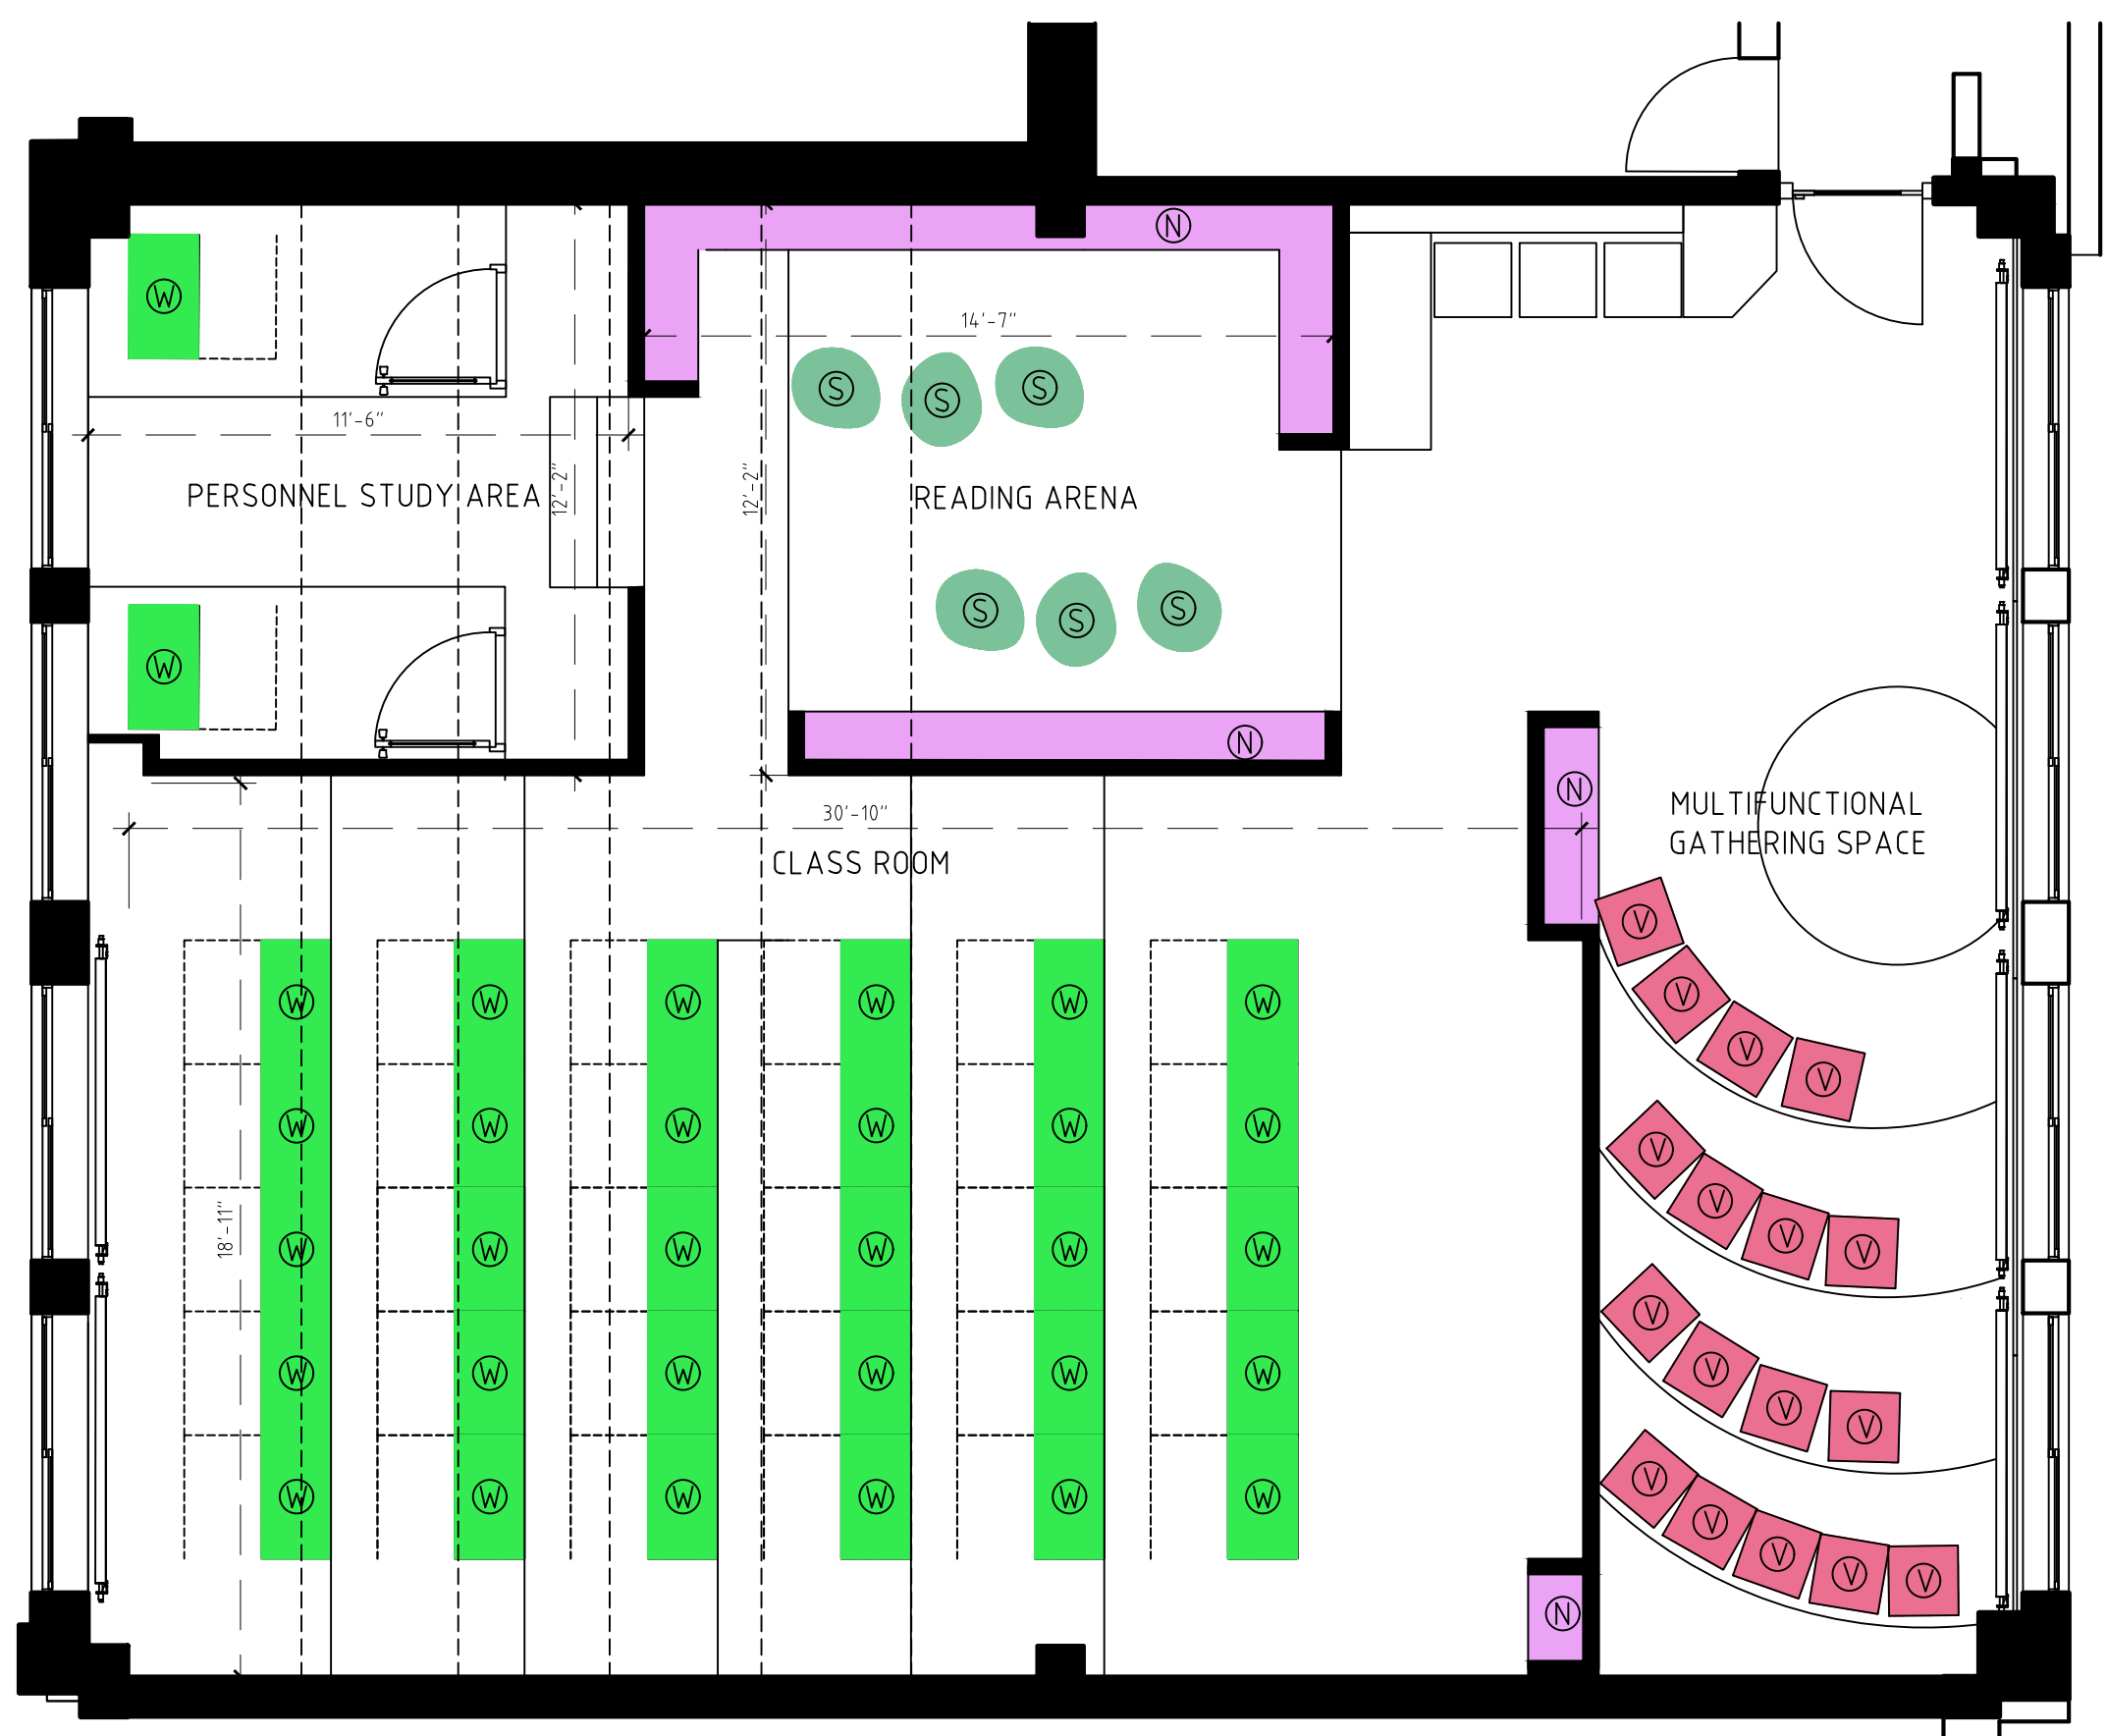 N
W
14'-7"
S S S
11'-6"
PERSONNEL STUDY AREA
12'-2"
12'-2"
READING ARENA
S S S
W
N
N
MULTIFUNCTIONAL
GATHERING SPACE
30'-10"
CLASS ROOM
V
V
V
V
W W W W W W
W W W W W W
V
V
V
V
18'-11"
W W W W W W
V
V
V
V
W W W W W W
V
V
V
V
V
W W W W W W
N